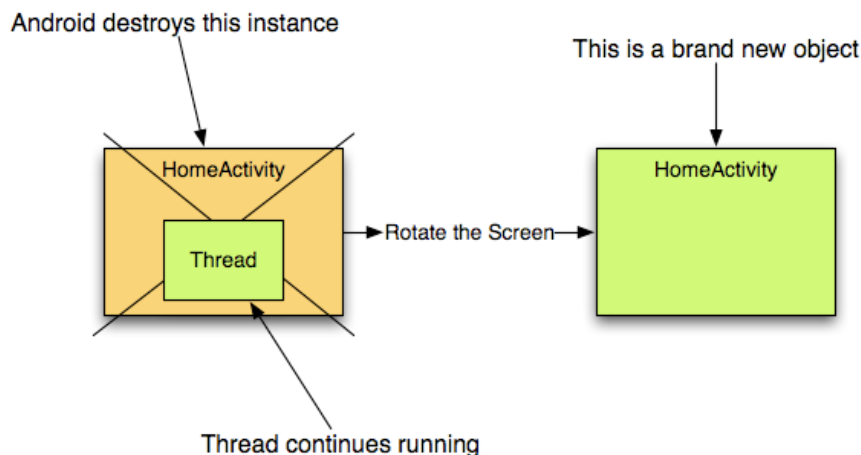 Android destroys this instance
This is a brand new object
HomeActivity
HomeActivity
Rotate the Screen
Thread
Thread continues running